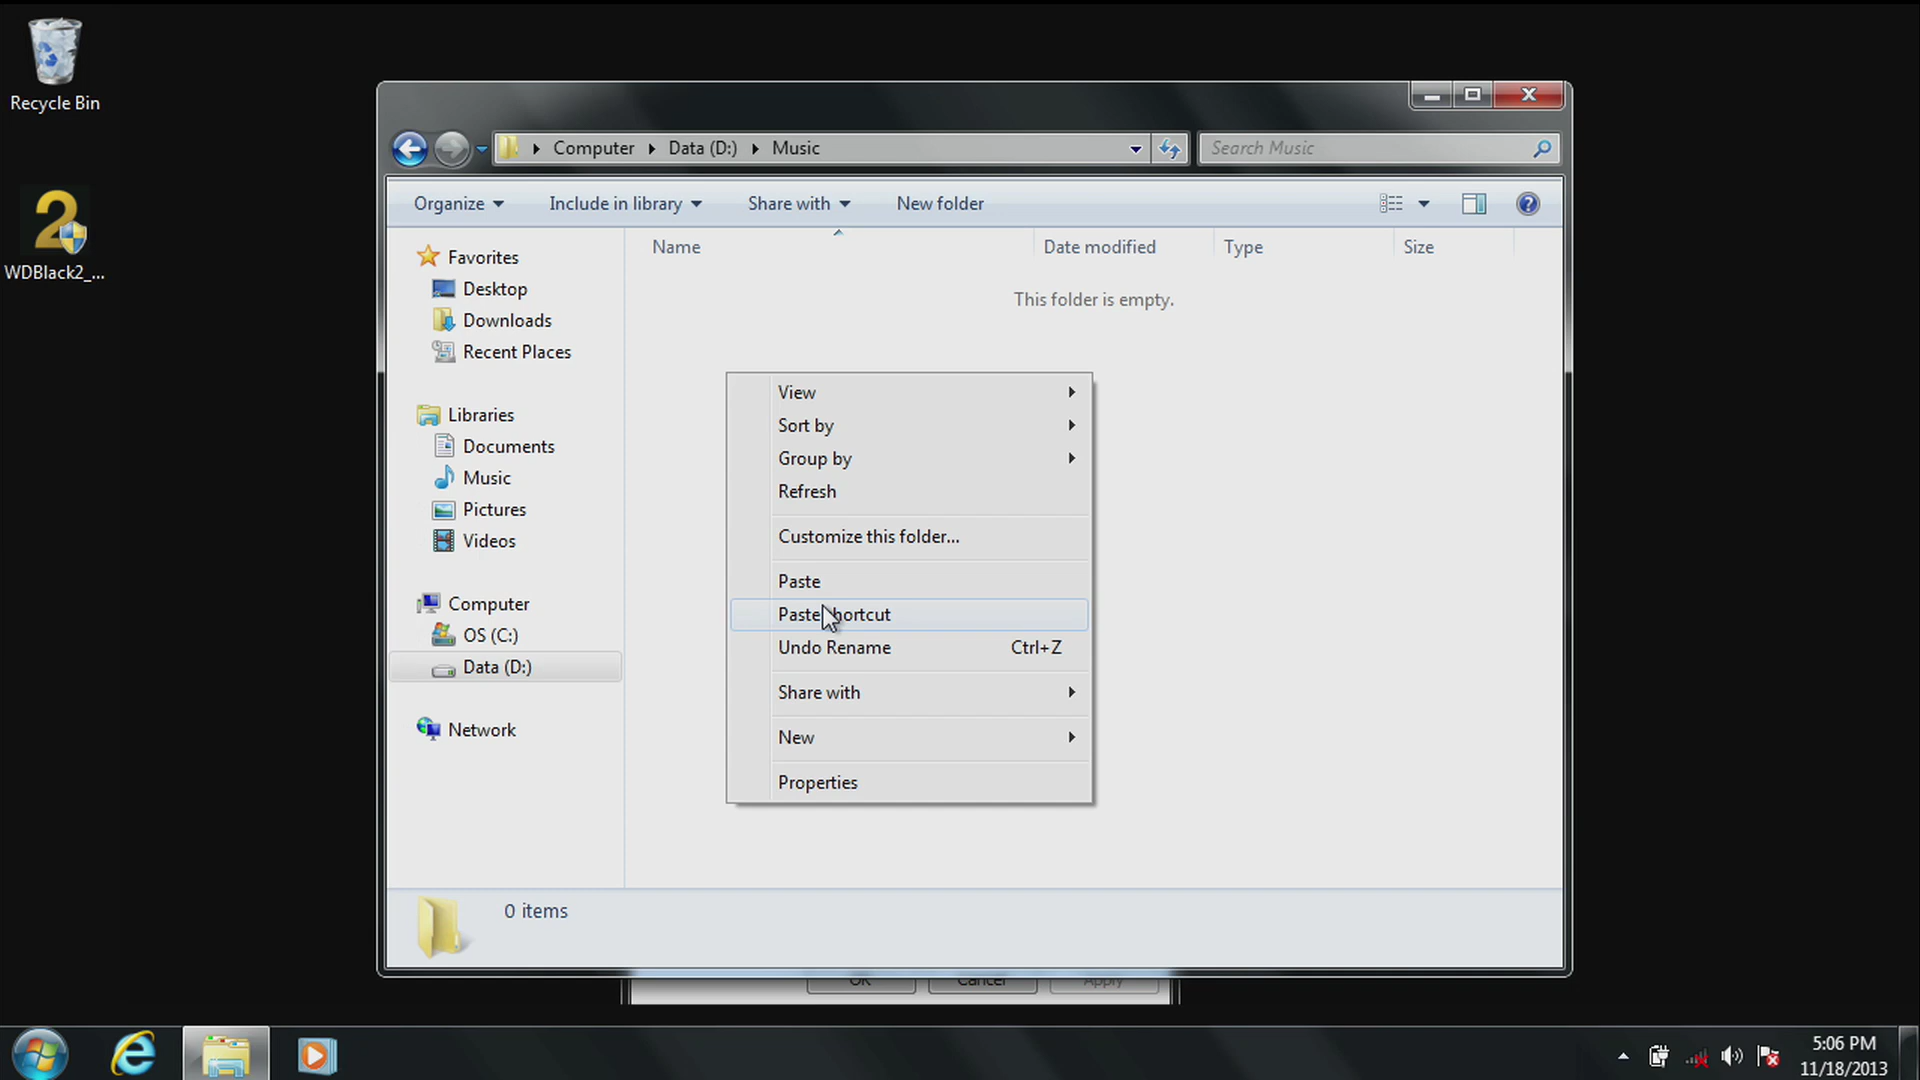 Recycle Bin
WDBlack2_...
Computer
Data (D:)
Music
Search Music
Organize
Include in library
Share with
New folder
Name
Date modified
Type
Size
This folder is empty.
Favorites
Desktop
Downloads
Recent Places
Libraries
Documents
Music
Pictures
Videos
Computer
OS (C:)
Data (D:)
Network
View
Sort by
Group by
Refresh
Customize this folder...
Paste
Paste shortcut
Undo Rename Ctrl+Z
Share with
New
Properties
0 items
OK
Cancel
Apply
5:06 PM
11/18/2013